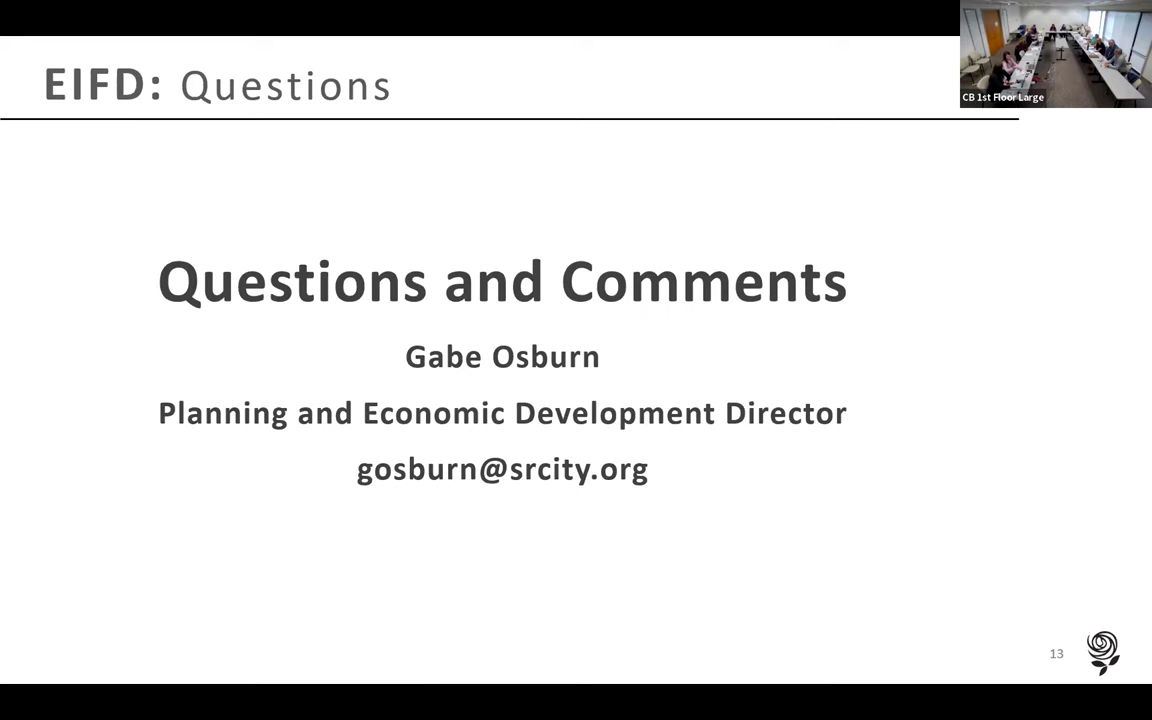 EIFD: Questions
CB 1st Floor Large
Questions and Comments
Gabe Osburn
Planning and Economic Development Director
gosburn@srcity.org
13